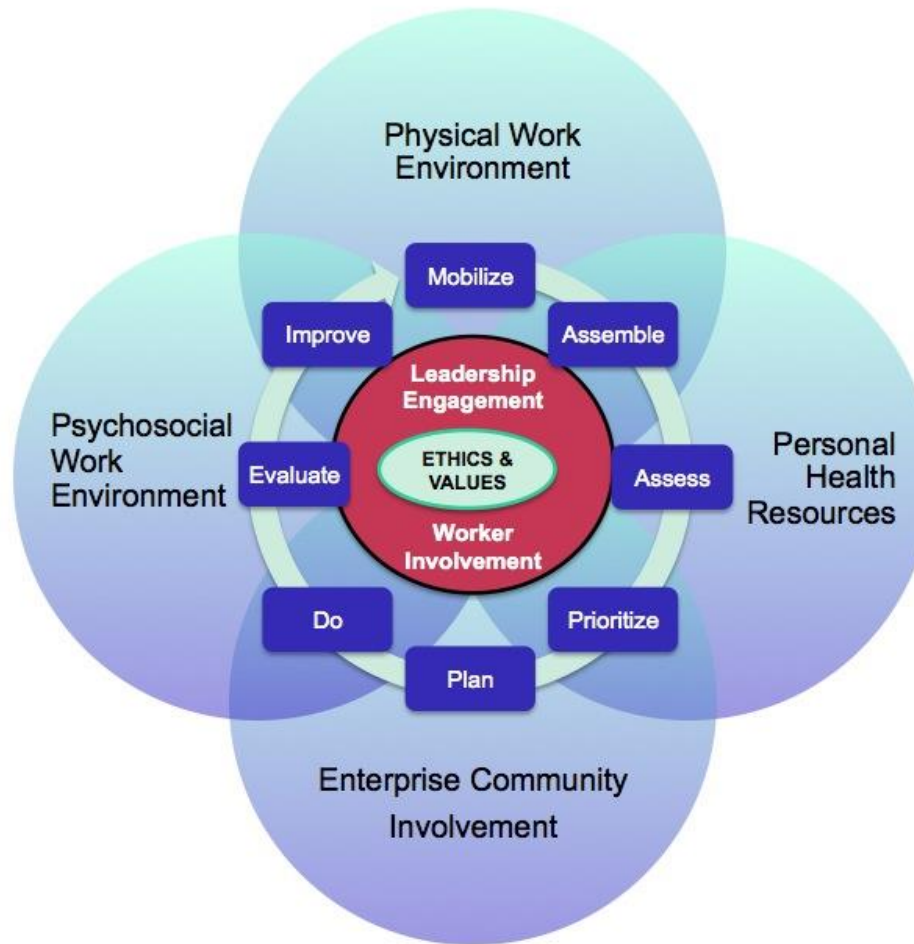 Physical Work
Environment
Mobilize
Improve
Assemble
Leadership
Engagement
Psychosocial
Work
Environment
Evaluate
ETHICS &
VALUES
Assess
Personal
Health
Resources
Worker
Involvement
Do
Prioritize
Plan
Enterprise Community
Involvement